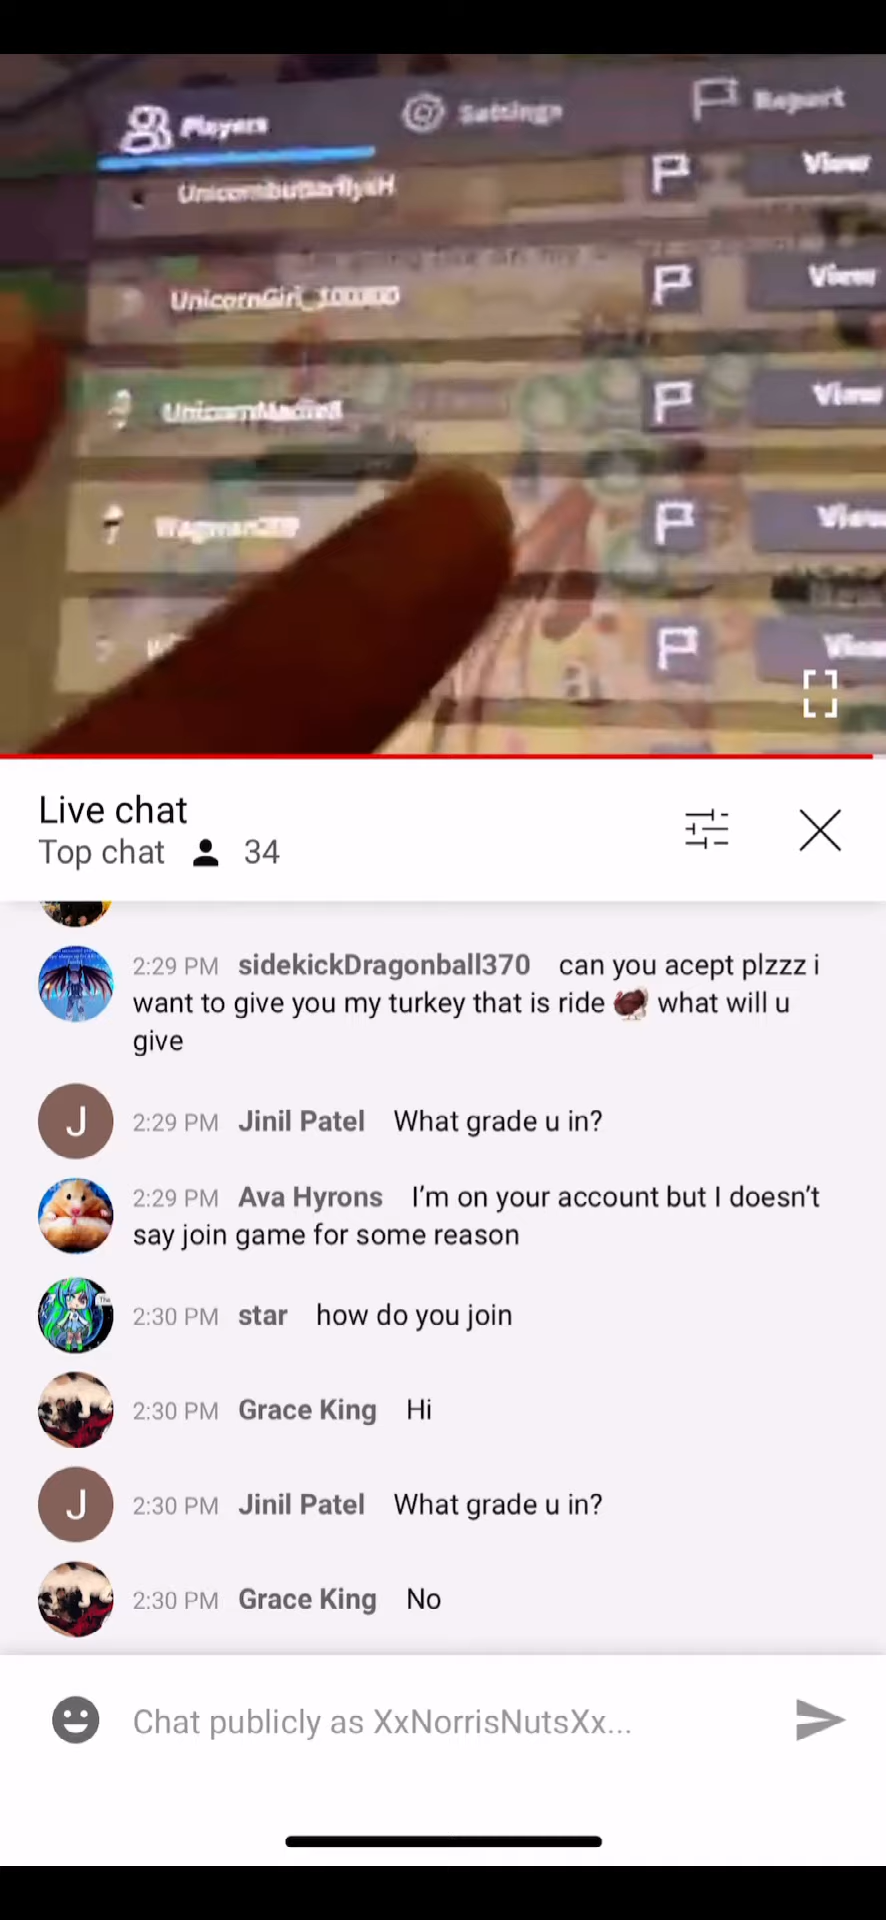 Players
Settings
Report
View
UnicornGirl_100800
View
View
View
View
Live chat
Top chat 34
2:29 PM sidekickDragonball370 can you acept plzzz i
want to give you my turkey that is ride 🦃 what will u
give
J
2:29 PM Jinil Patel What grade u in?
2:29 PM Ava Hyrons I'm on your account but I doesn't
say join game for some reason
2:30 PM star how do you join
2:30 PM Grace King Hi
J
2:30 PM Jinil Patel What grade u in?
2:30 PM Grace King No
Chat publicly as XxNorrisNutsXx...